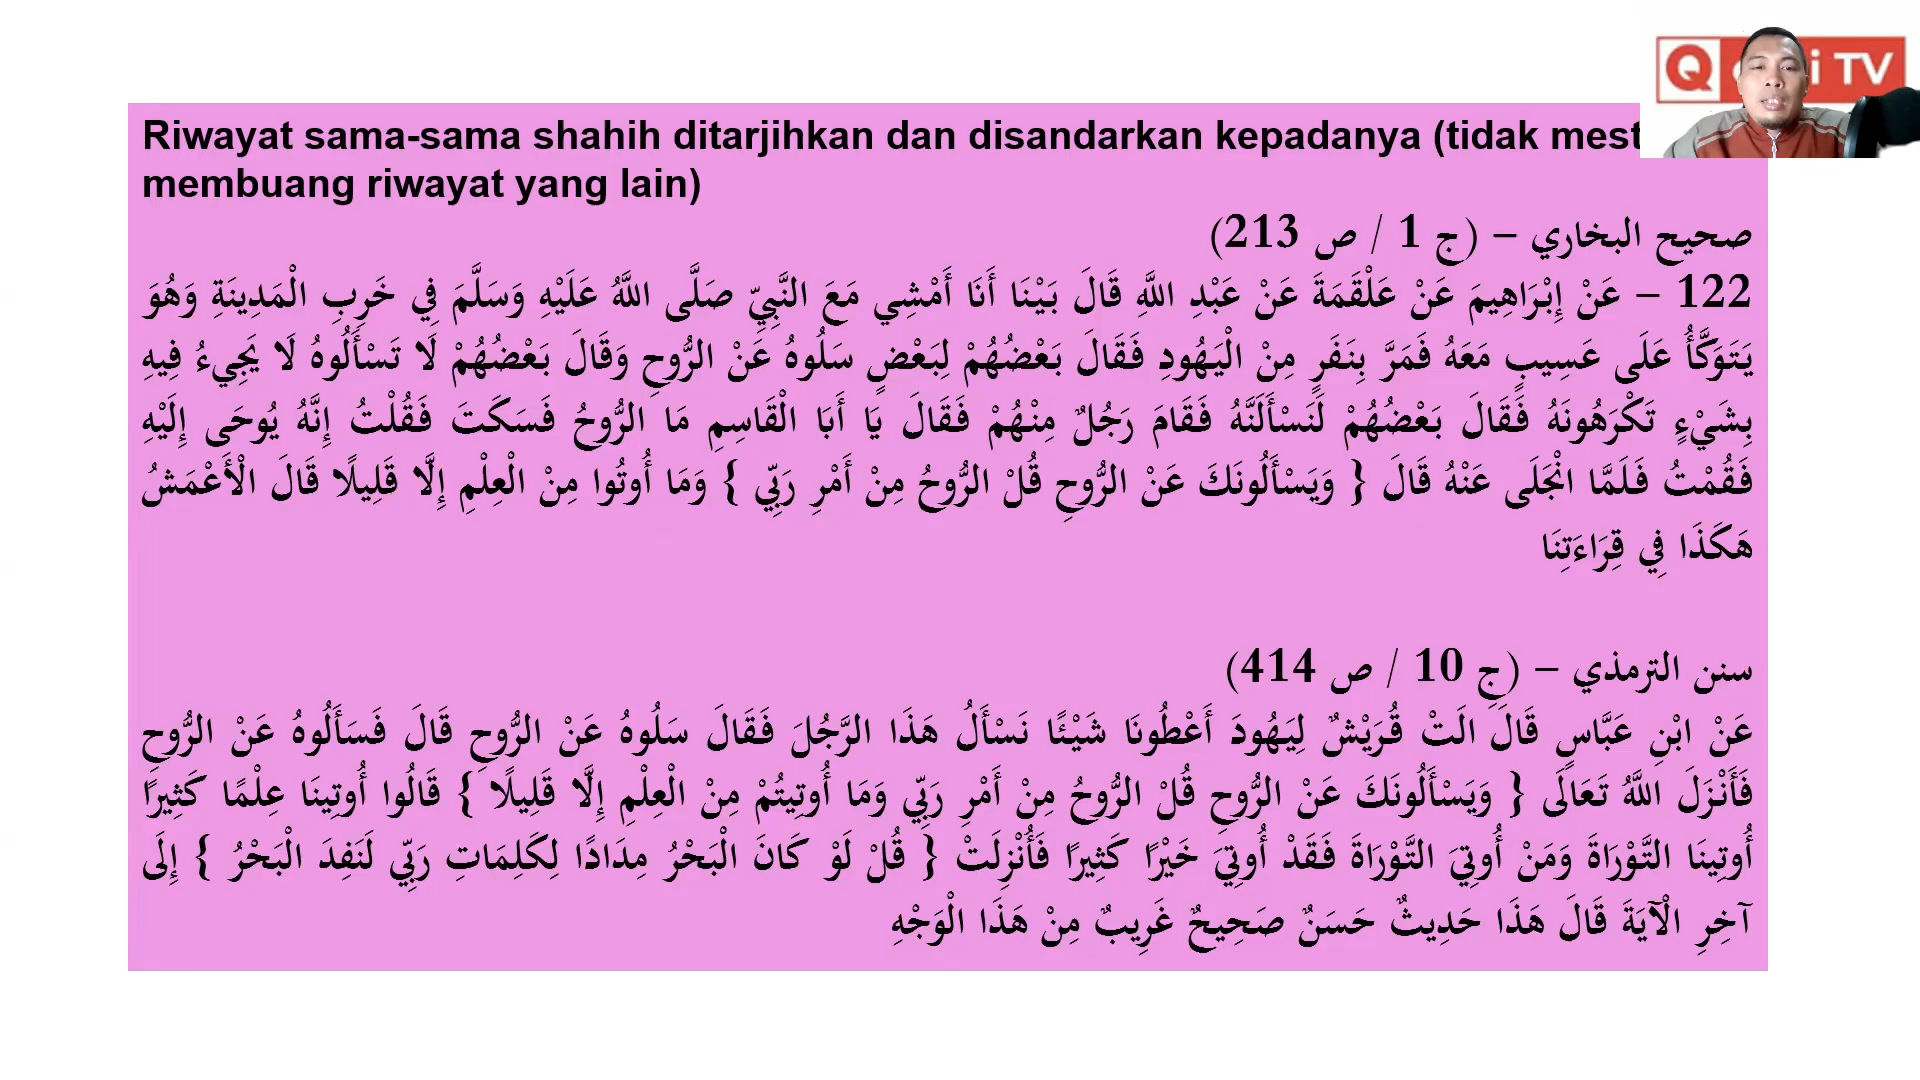 Q i TV
Riwayat sama-sama shahih ditarjihkan dan disandarkan kepadanya (tidak mest
membuang riwayat yang lain)
صحيح البخاري – (ج 1 / ص 213)
122 – عَنْ إِبْرَاهِيمَ عَنْ عَلْقَمَةَ عَنْ عَبْدِ اللَّهِ قَالَ بَيْنَا أَنَا أَمْشِي مَعَ النَّبِيِّ صَلَّى اللَّهُ عَلَيْهِ وَسَلَّمَ فِي خَرِبِ الْمَدِينَةِ وَهُوَ
يَتَوَكَّأُ عَلَى عَسِيبٍ مَعَهُ فَمَرَّ بِنَفَرٍ مِنْ الْيَهُودِ فَقَالَ بَعْضُهُمْ لِبَعْضٍ سَلُوهُ عَنْ الرُّوحِ وَقَالَ بَعْضُهُمْ لَا تَسْأَلُوهُ لَا يَجِيءُ فِيهِ
بِشَيْءٍ تَكْرَهُونَهُ فَقَالَ بَعْضُهُمْ لَنَسْأَلَنَّهُ فَقَامَ رَجُلٌ مِنْهُمْ فَقَالَ يَا أَبَا الْقَاسِمِ مَا الرُّوحُ فَسَكَتَ فَقُلْتُ إِنَّهُ يُوحَى إِلَيْهِ
فَقُمْتُ فَلَمَّا انْجَلَى عَنْهُ قَالَ { وَيَسْأَلُونَكَ عَنْ الرُّوحِ قُلْ الرُّوحُ مِنْ أَمْرِ رَبِّي } وَمَا أُوتُوا مِنْ الْعِلْمِ إِلَّا قَلِيلًا قَالَ الْأَعْمَشُ
هَكَذَا فِي قِرَاءَتِنَا
سنن الترمذي – (ج 10 / ص 414)
عَنْ ابْنِ عَبَّاسٍ قَالَ الَتْ قُرَيْشٌ لِيَهُودَ أَعْطُونَا شَيْئًا نَسْأَلُ هَذَا الرَّجُلَ فَقَالَ سَلُوهُ عَنْ الرُّوحِ قَالَ فَسَأَلُوهُ عَنْ الرُّوحِ
فَأَنْزَلَ اللَّهُ تَعَالَى { وَيَسْأَلُونَكَ عَنْ الرُّوحِ قُلْ الرُّوحُ مِنْ أَمْرِ رَبِّي وَمَا أُوتِيتُمْ مِنْ الْعِلْمِ إِلَّا قَلِيلًا } قَالُوا أُوتِينَا عِلْمًا كَثِيرًا
أُوتِينَا التَّوْرَاةَ وَمَنْ أُوتِيَ التَّوْرَاةَ فَقَدْ أُوتِيَ خَيْرًا كَثِيرًا فَأُنْزِلَتْ { قُلْ لَوْ كَانَ الْبَحْرُ مِدَادًا لِكَلِمَاتِ رَبِّي لَنَفِدَ الْبَحْرُ } إِلَى
آخِرِ الْآيَةَ قَالَ هَذَا حَدِيثٌ حَسَنٌ صَحِيحٌ غَرِيبٌ مِنْ هَذَا الْوَجْهِ